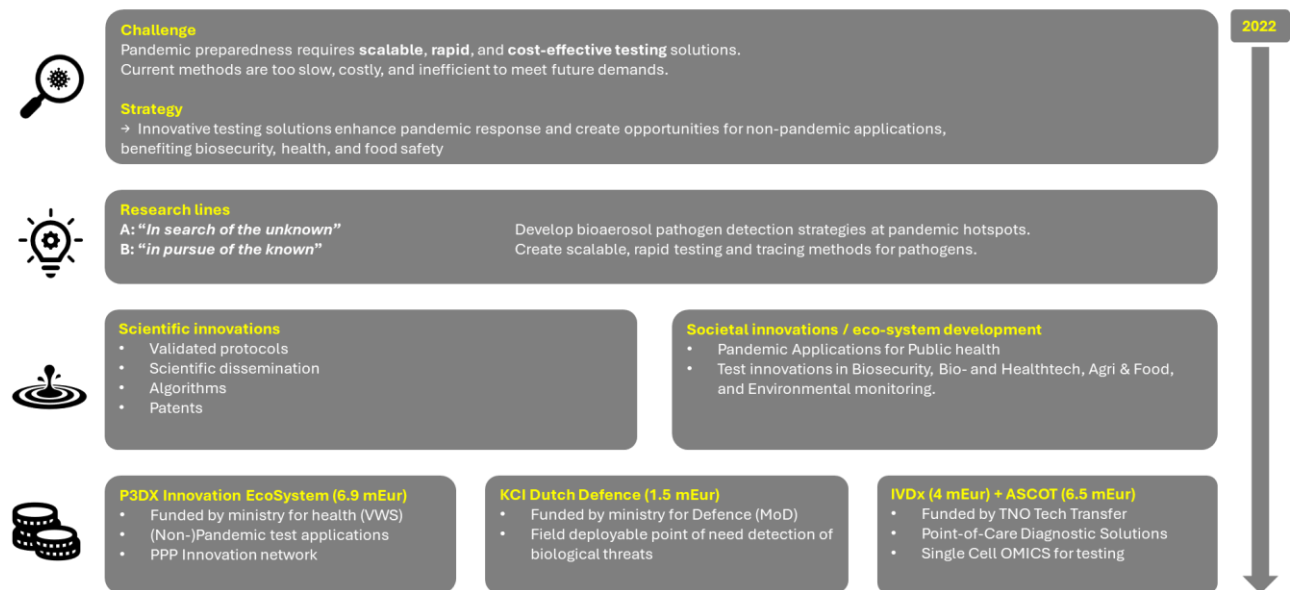 2022
Challenge
Pandemic preparedness requires scalable, rapid, and cost-effective testing solutions.
Current methods are too slow, costly, and inefficient to meet future demands.
Strategy
→ Innovative testing solutions enhance pandemic response and create opportunities for non-pandemic applications,
benefiting biosecurity, health, and food safety
Research lines
A: “In search of the unknown” Develop bioaerosol pathogen detection strategies at pandemic hotspots.
B: “in pursue of the known” Create scalable, rapid testing and tracing methods for pathogens.
Scientific innovations
• Validated protocols
• Scientific dissemination
• Algorithms
• Patents
Societal innovations / eco-system development
• Pandemic Applications for Public health
• Test innovations in Biosecurity, Bio- and Healthtech, Agri & Food,
and Environmental monitoring.
P3DX Innovation EcoSystem (6.9 mEur)
• Funded by ministry for health (VWS)
• (Non-)Pandemic test applications
• PPP Innovation network
KCI Dutch Defence (1.5 mEur)
• Funded by ministry for Defence (MoD)
• Field deployable point of need detection of
biological threats
IVDx (4 mEur) + ASCOT (6.5 mEur)
• Funded by TNO Tech Transfer
• Point-of-Care Diagnostic Solutions
• Single Cell OMICS for testing